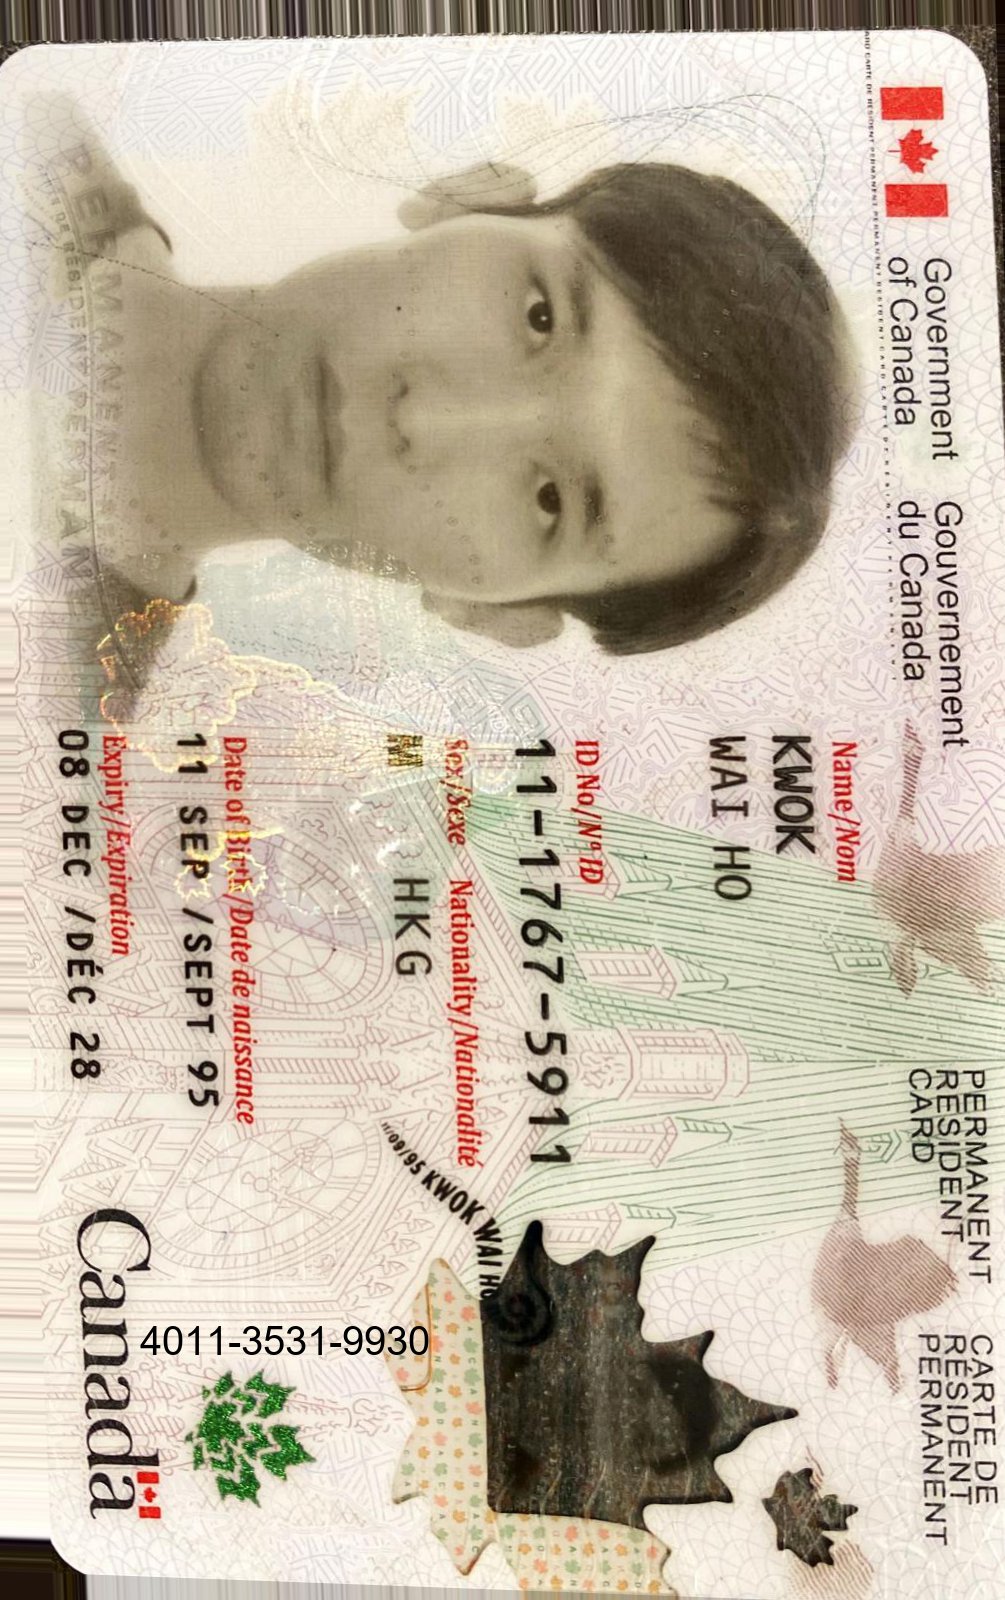 Government of Canada
Gouvernement du Canada
PERMANENT RESIDENT CARD
CARTE DE RÉSIDENT PERMANENT
Name/Nom
KWOK
WAI HO
ID No/Nº ID
11-1767-5911
Sex/Sexe Nationality/Nationalité
M HKG
Date of Birth/Date de naissance
11 SEP /SEPT 95
Expiry/Expiration
08 DEC /DÉC 28
11/09/95 KWOK WAI HO
4011-3531-9930
Canada